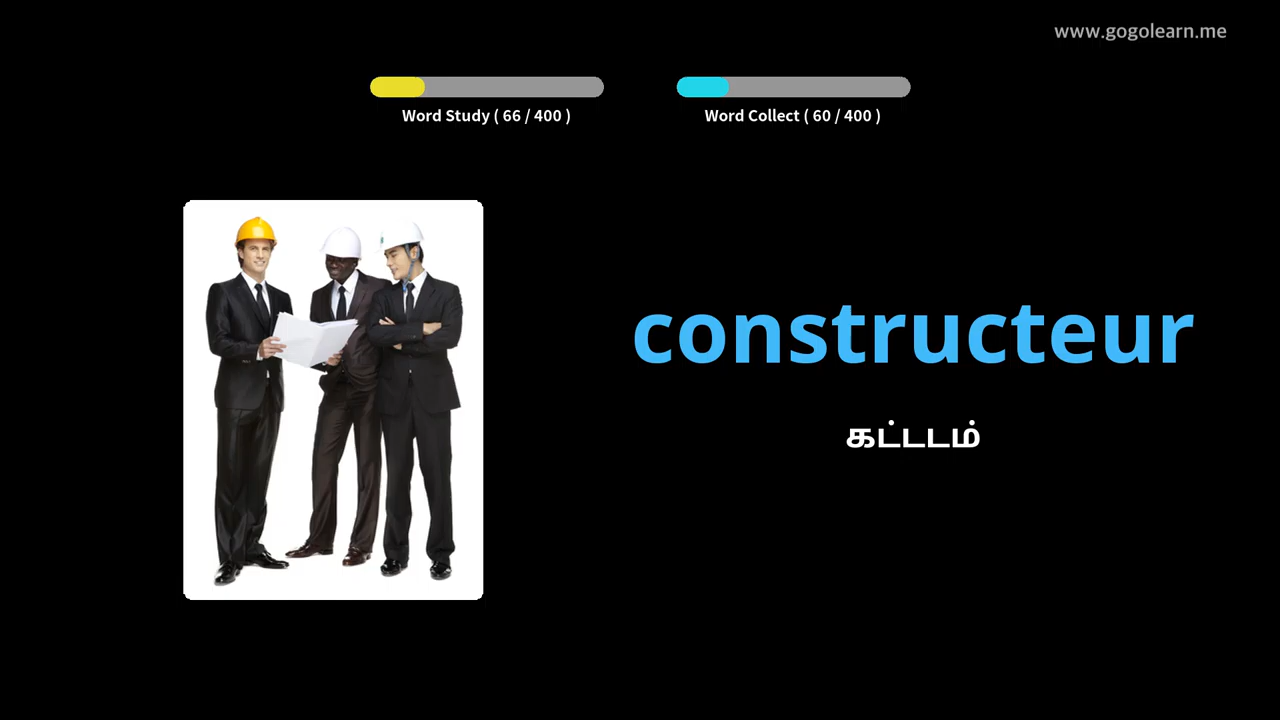 www.gogolearn.me
Word Study ( 66 / 400 )
Word Collect ( 60 / 400 )
constructeur
கட்டடம்